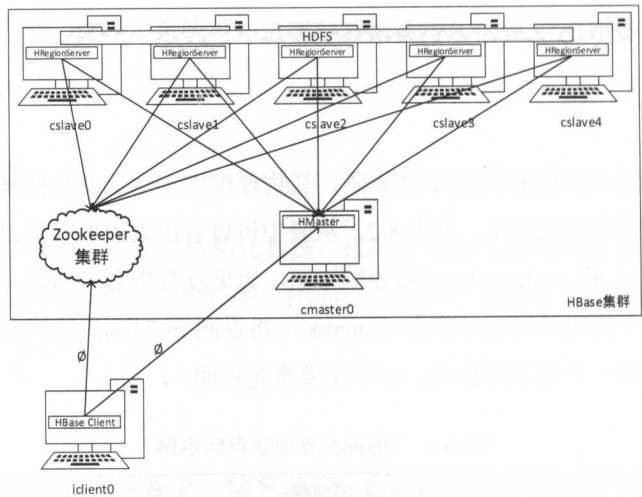 HDFS
HRegionServer HRegionServer HRegionServer HRegionServer HRegionServer
cslave0 cslave1 cslave2 cslave3 cslave4
Zookeeper
集群
HMaster
cmaster0
HBase集群
Ø Ø
HBase Client
iclient0